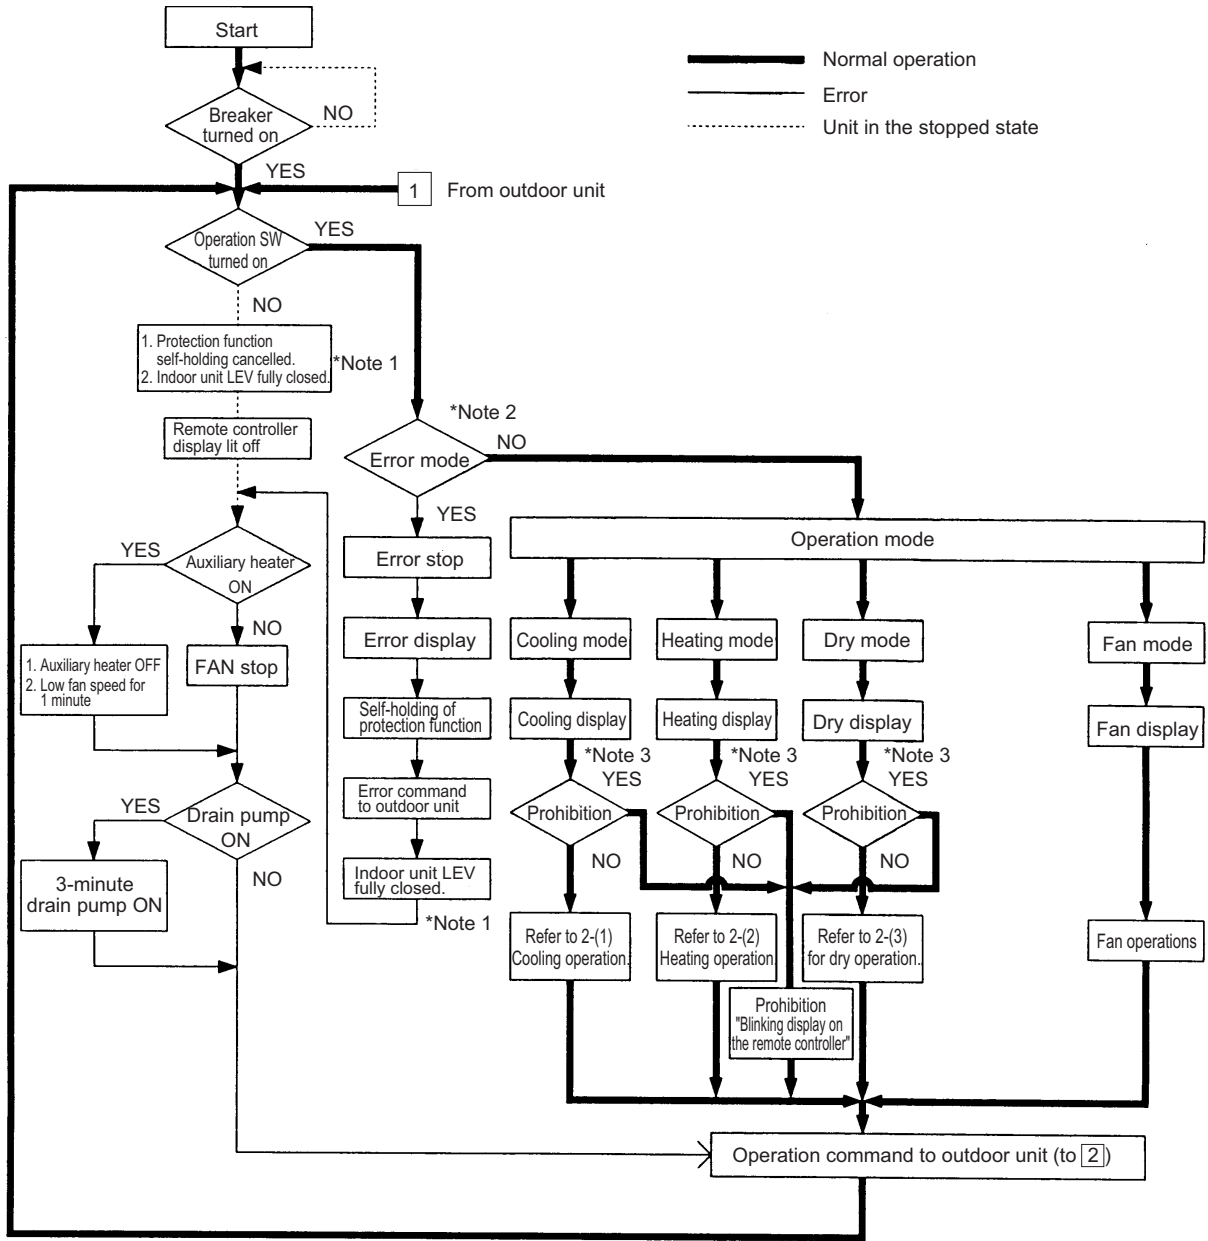 Start
Normal operation
Error
Unit in the stopped state
Breaker
turned on
NO
YES
1
From outdoor unit
Operation SW
turned on
YES
NO
1. Protection function
self-holding cancelled.
2. Indoor unit LEV fully closed.
*Note 1
Remote controller
display lit off
*Note 2
Error mode
NO
YES
Operation mode
YES
Auxiliary heater
ON
NO
Error stop
Error display
Cooling mode
Heating mode
Dry mode
Fan mode
1. Auxiliary heater OFF
2. Low fan speed for
1 minute
FAN stop
Self-holding of
protection function
Cooling display
Heating display
Dry display
Fan display
*Note 3
YES
*Note 3
YES
*Note 3
YES
Error command
to outdoor unit
Prohibition
Prohibition
Prohibition
YES
Drain pump
ON
NO
NO
NO
NO
3-minute
drain pump ON
Indoor unit LEV
fully closed.
*Note 1
Refer to 2-(1)
Cooling operation.
Refer to 2-(2)
Heating operation.
Refer to 2-(3)
for dry operation.
Fan operations
Prohibition
"Blinking display on
the remote controller"
Operation command to outdoor unit (to 2)